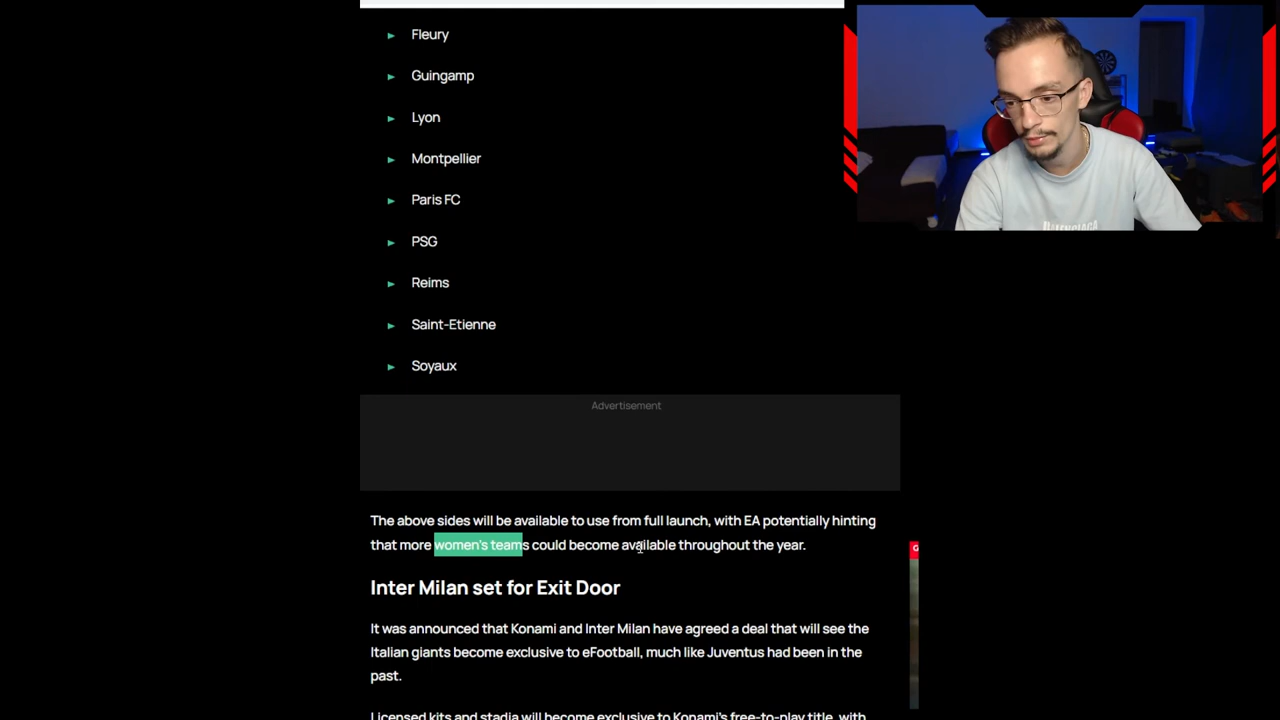 ► Fleury
► Guingamp
► Lyon
► Montpellier
► Paris FC
► PSG
► Reims
► Saint-Etienne
► Soyaux
Advertisement
The above sides will be available to use from full launch, with EA potentially hinting
that more women's teams could become available throughout the year.
Inter Milan set for Exit Door
It was announced that Konami and Inter Milan have agreed a deal that will see the
Italian giants become exclusive to eFootball, much like Juventus had been in the
past.
Licensed kits and stadia will become exclusive to Konami's free-to-play title, with
BALENCIAGA